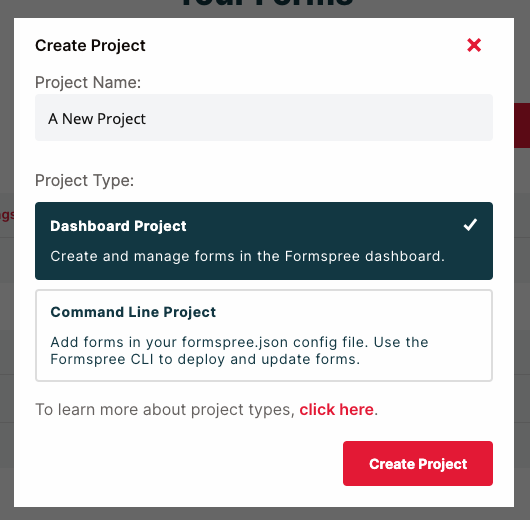 Your Forms
Create Project
Project Name:
A New Project
Project Type:
Dashboard Project
Create and manage forms in the Formspree dashboard.
Command Line Project
Add forms in your formspree.json config file. Use the
Formspree CLI to deploy and update forms.
To learn more about project types, click here.
Create Project